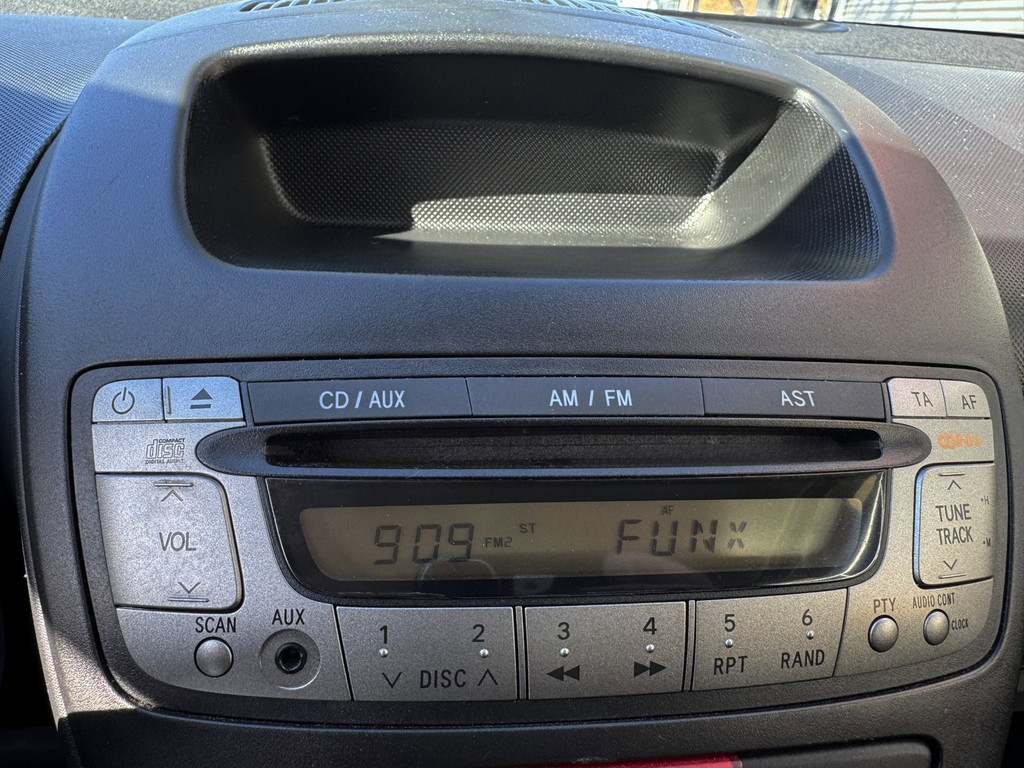 CD / AUX AM / FM AST TA AF
COMPACT
disc
DIGITAL AUDIO
VOL
909 FM2 ST AF FUNX
TUNE
TRACK
H
M
SCAN AUX
1 2 3 4 5 6
DISC RPT RAND
PTY AUDIO CONT
CLOCK